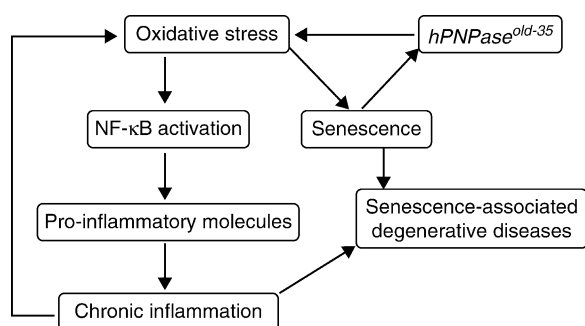 Oxidative stress
hPNPase^old-35
NF-κB activation
Senescence
Pro-inflammatory molecules
Senescence-associated
degenerative diseases
Chronic inflammation